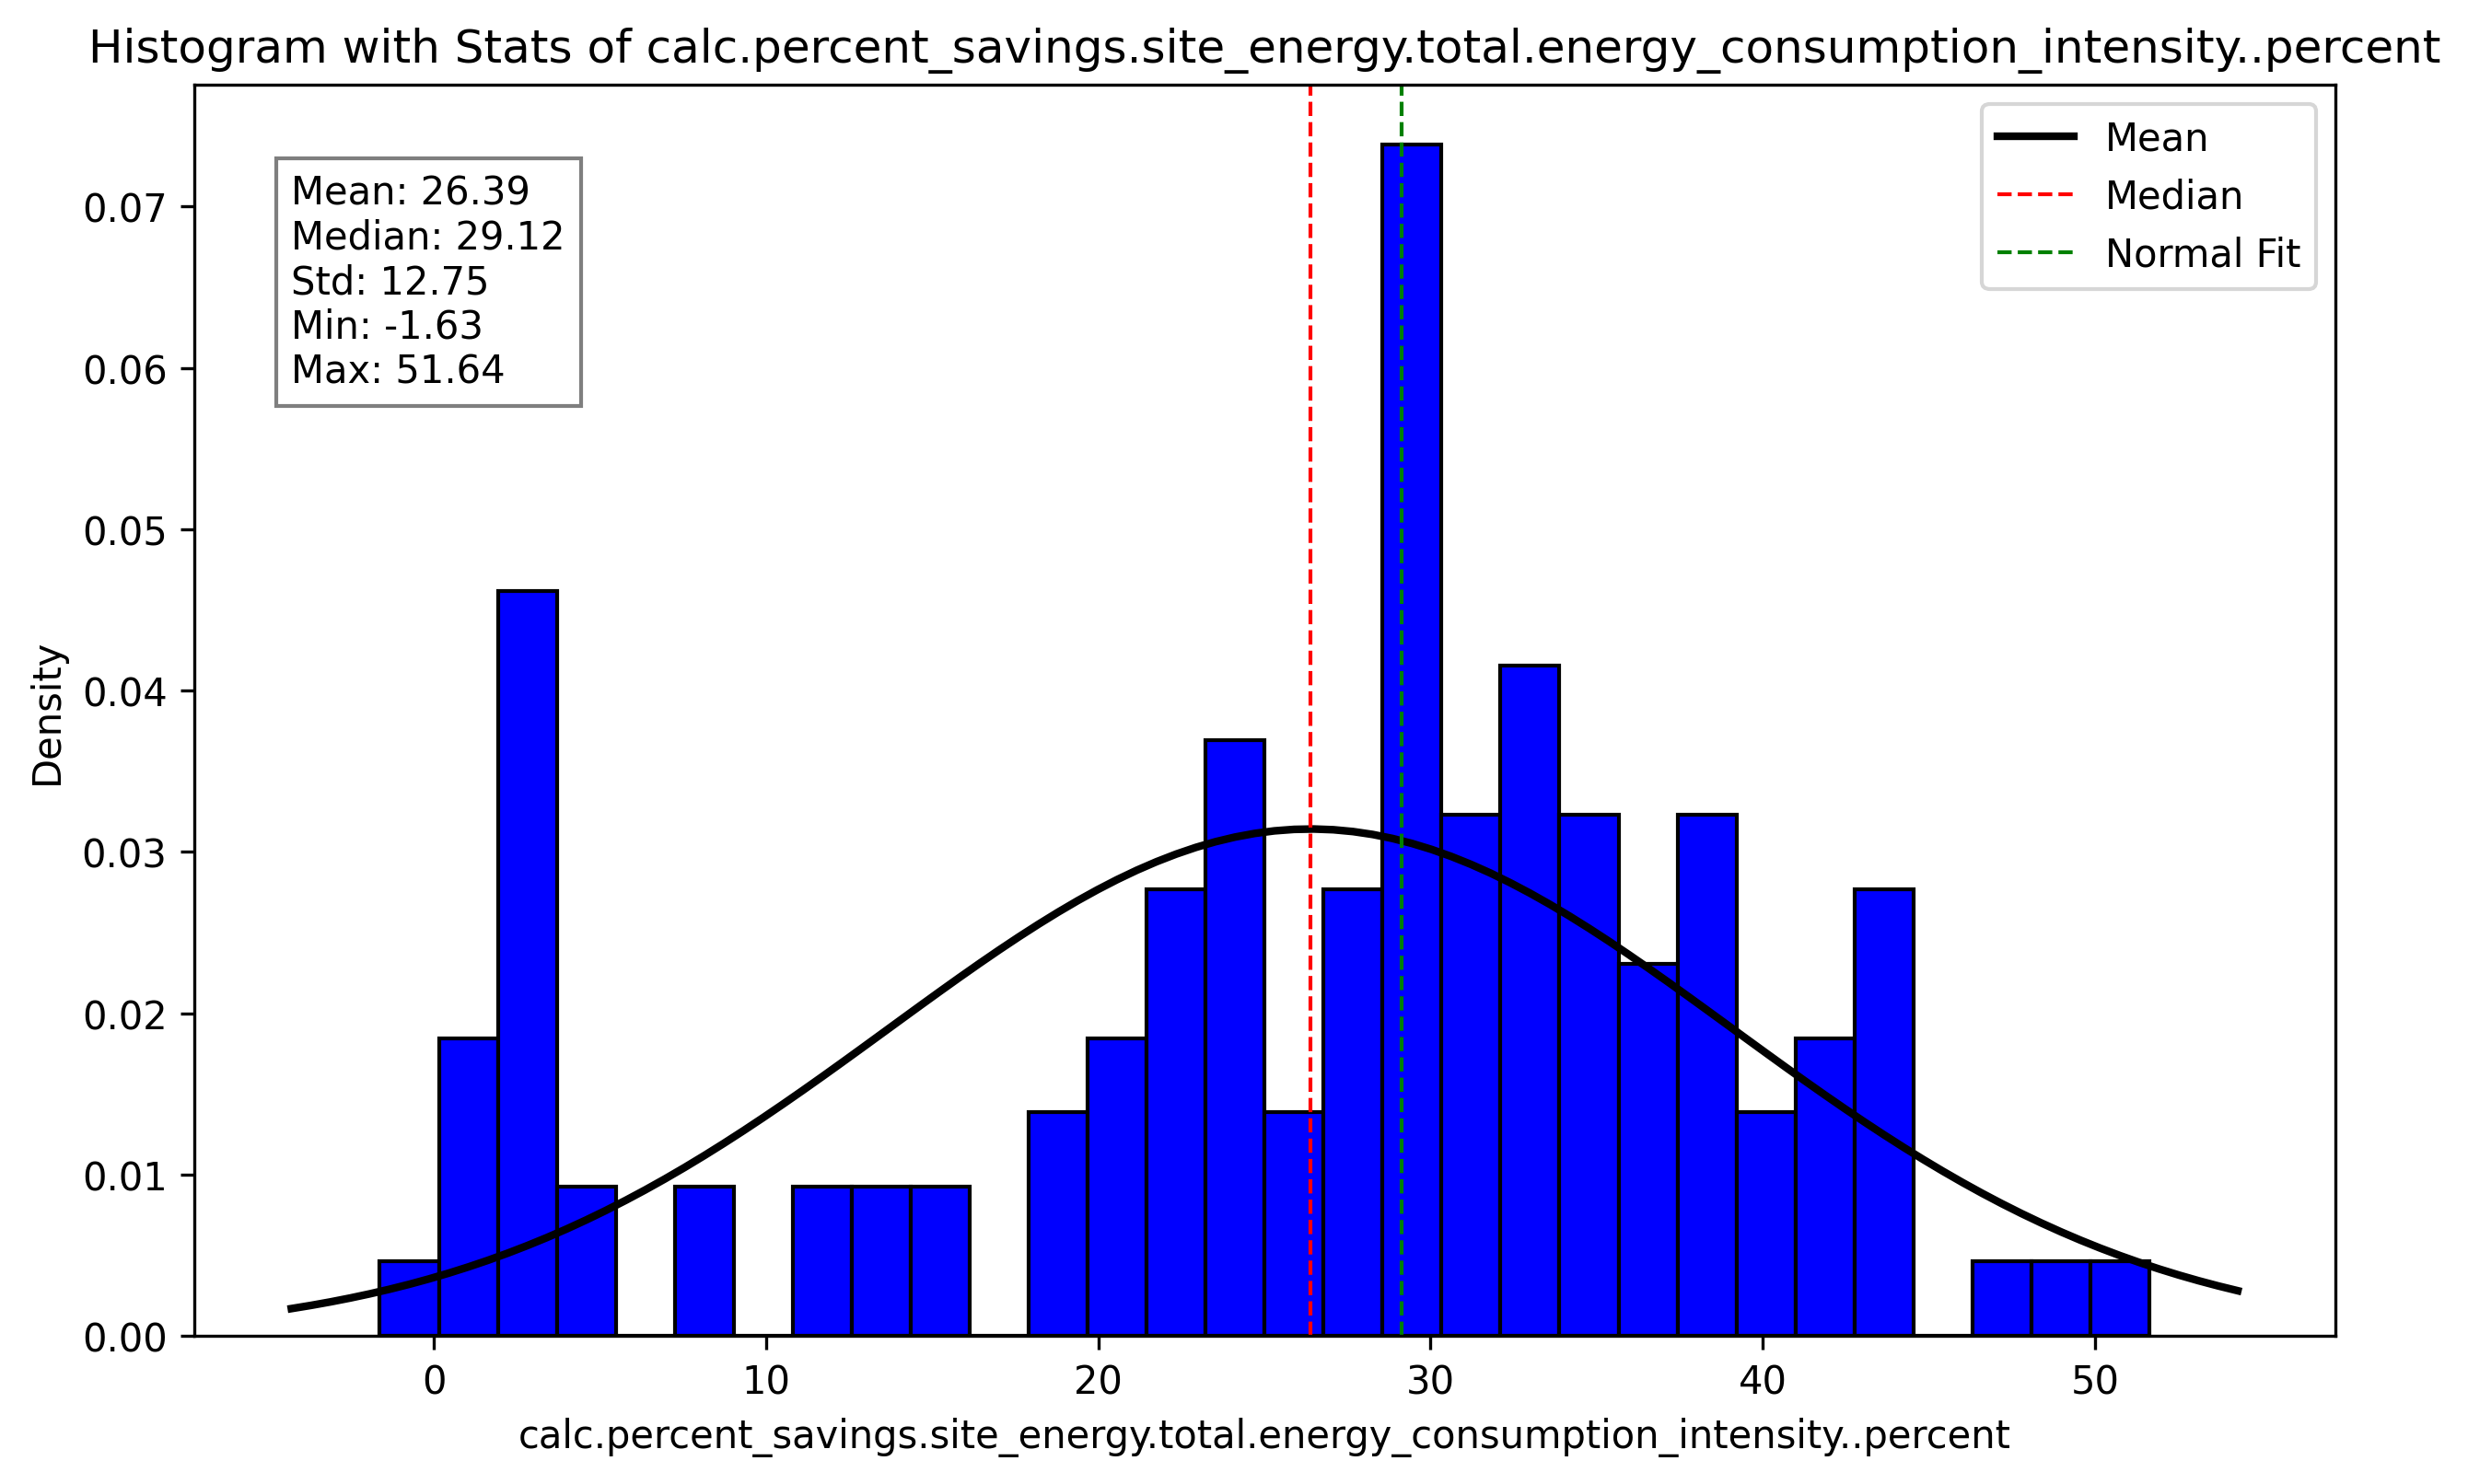 Histogram with Stats of calc.percent_savings.site_energy.total.energy_consumption_intensity..percent
Mean: 26.39
Median: 29.12
Std: 12.75
Min: -1.63
Max: 51.64
Mean
Median
Normal Fit
Density
0.07
0.06
0.05
0.04
0.03
0.02
0.01
0.00
0 10 20 30 40 50
calc.percent_savings.site_energy.total.energy_consumption_intensity..percent